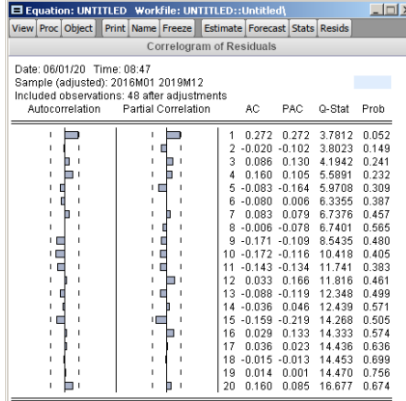 Equation: UNTITLED Workfile: UNTITLED::Untitled\
View Proc Object Print Name Freeze Estimate Forecast Stats Resids
Correlogram of Residuals
Date: 06/01/20 Time: 08:47
Sample (adjusted): 2016M01 2019M12
Included observations: 48 after adjustments
Autocorrelation Partial Correlation AC PAC Q-Stat Prob
1 0.272 0.272 3.7812 0.052
2 -0.020 -0.102 3.8023 0.149
3 0.086 0.130 4.1942 0.241
4 0.160 0.105 5.5891 0.232
5 -0.083 -0.164 5.9708 0.309
6 -0.080 0.006 6.3355 0.387
7 0.083 0.079 6.7376 0.457
8 -0.006 -0.078 6.7401 0.565
9 -0.171 -0.109 8.5435 0.480
10 -0.172 -0.116 10.418 0.405
11 -0.143 -0.134 11.741 0.383
12 0.033 0.166 11.816 0.461
13 -0.088 -0.119 12.348 0.499
14 -0.036 0.046 12.439 0.571
15 -0.159 -0.219 14.268 0.505
16 0.029 0.133 14.333 0.574
17 0.036 0.023 14.436 0.636
18 -0.015 -0.013 14.453 0.699
19 0.014 0.001 14.470 0.756
20 0.160 0.085 16.677 0.674